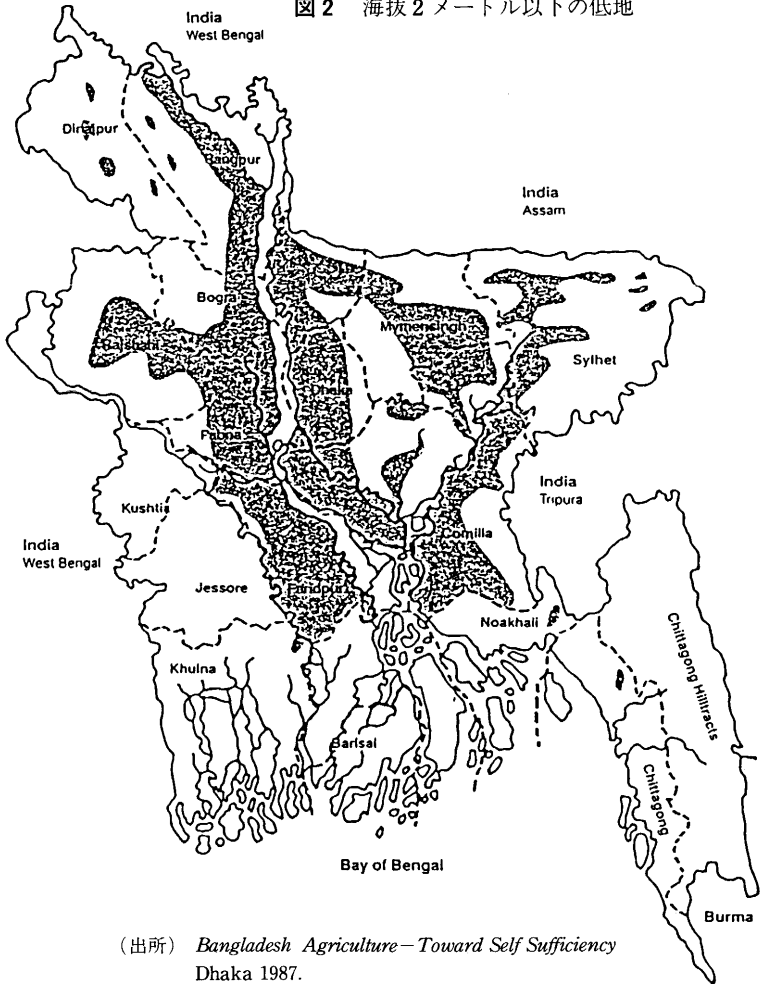 図2 海抜2メートル以下の低地
India
West Bengal
Dinajpur
Rangpur
India
Assam
Bogra
Mymensingh
Rajshahi
Sylhet
Dhaka
Pabna
India
Tripura
Kushtia
Comilla
India
West Bengal
Jessore
Faridpur
Noakhali
Chittagong Hilltracts
Khulna
Barisal
Chittagong
Bay of Bengal
Burma
(出所) Bangladesh Agriculture—Toward Self Sufficiency
Dhaka 1987.